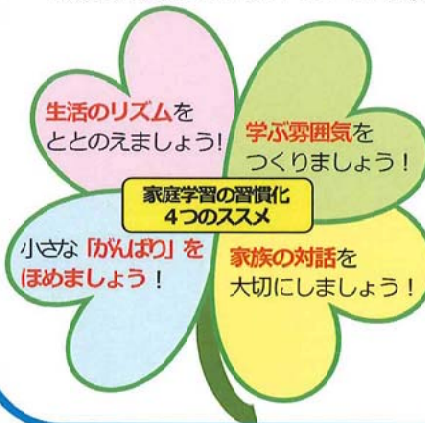 生活のリズムを
ととのえましょう!
学ぶ雰囲気を
つくりましょう！
家庭学習の習慣化
4つのススメ
小さな「がんばり」を
ほめましょう！
家族の対話を
大切にしましょう！